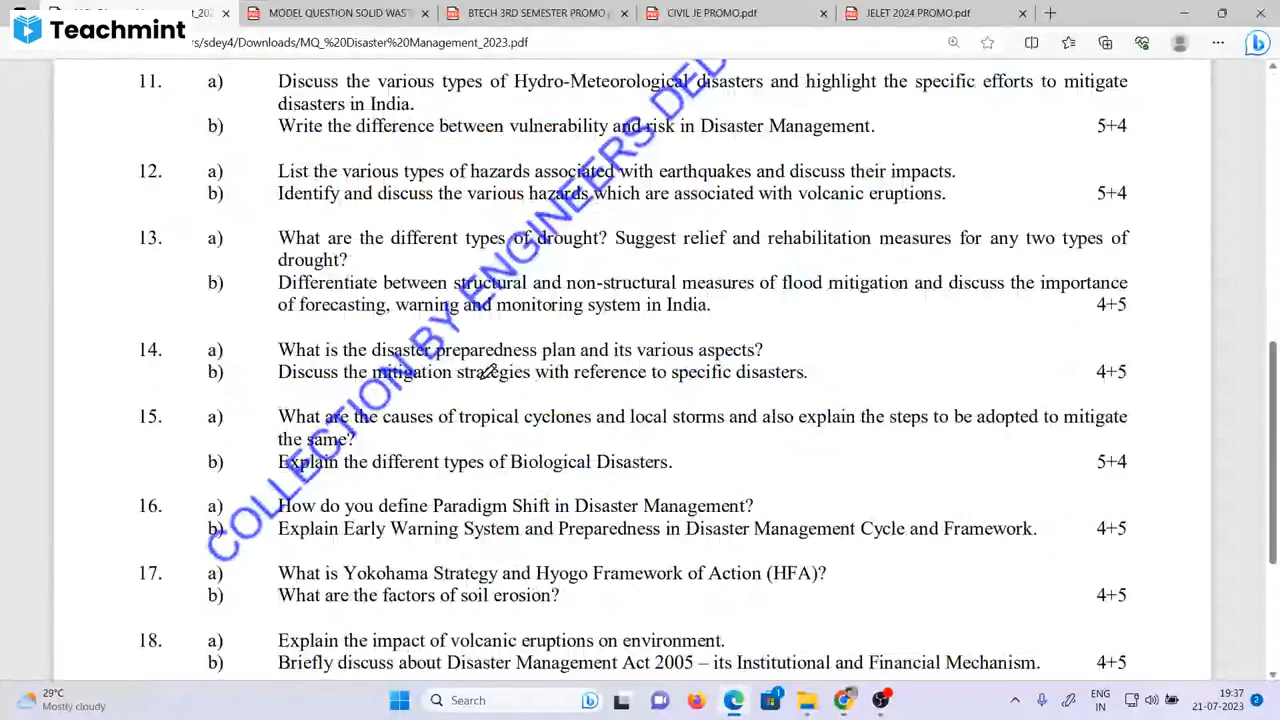 _202
MODEL QUESTION SOLID WAST
TECH 3RD SEMESTER PROMO
CIVIL JE PROMO.pdf
JELET 2024 PROMO.pdf
Teachmint
rs/sdey4/Downloads/MQ_%20Disaster%20Management_2023.pdf
11. a) Discuss the various types of Hydro-Meteorological disasters and highlight the specific efforts to mitigate
disasters in India.
b) Write the difference between vulnerability and risk in Disaster Management. 5+4
12. a) List the various types of hazards associated with earthquakes and discuss their impacts.
b) Identify and discuss the various hazards which are associated with volcanic eruptions. 5+4
13. a) What are the different types of drought? Suggest relief and rehabilitation measures for any two types of
drought?
b) Differentiate between structural and non-structural measures of flood mitigation and discuss the importance
of forecasting, warning and monitoring system in India. 4+5
14. a) What is the disaster preparedness plan and its various aspects?
b) Discuss the mitigation strategies with reference to specific disasters. 4+5
15. a) What are the causes of tropical cyclones and local storms and also explain the steps to be adopted to mitigate
the same?
b) Explain the different types of Biological Disasters. 5+4
16. a) How do you define Paradigm Shift in Disaster Management?
b) Explain Early Warning System and Preparedness in Disaster Management Cycle and Framework. 4+5
17. a) What is Yokohama Strategy and Hyogo Framework of Action (HFA)?
b) What are the factors of soil erosion? 4+5
18. a) Explain the impact of volcanic eruptions on environment.
b) Briefly discuss about Disaster Management Act 2005 – its Institutional and Financial Mechanism. 4+5
COLLECTION BY ENGINEERS DEL
29°C
Mostly cloudy
Search
ENG
IN
19:37
21-07-2023